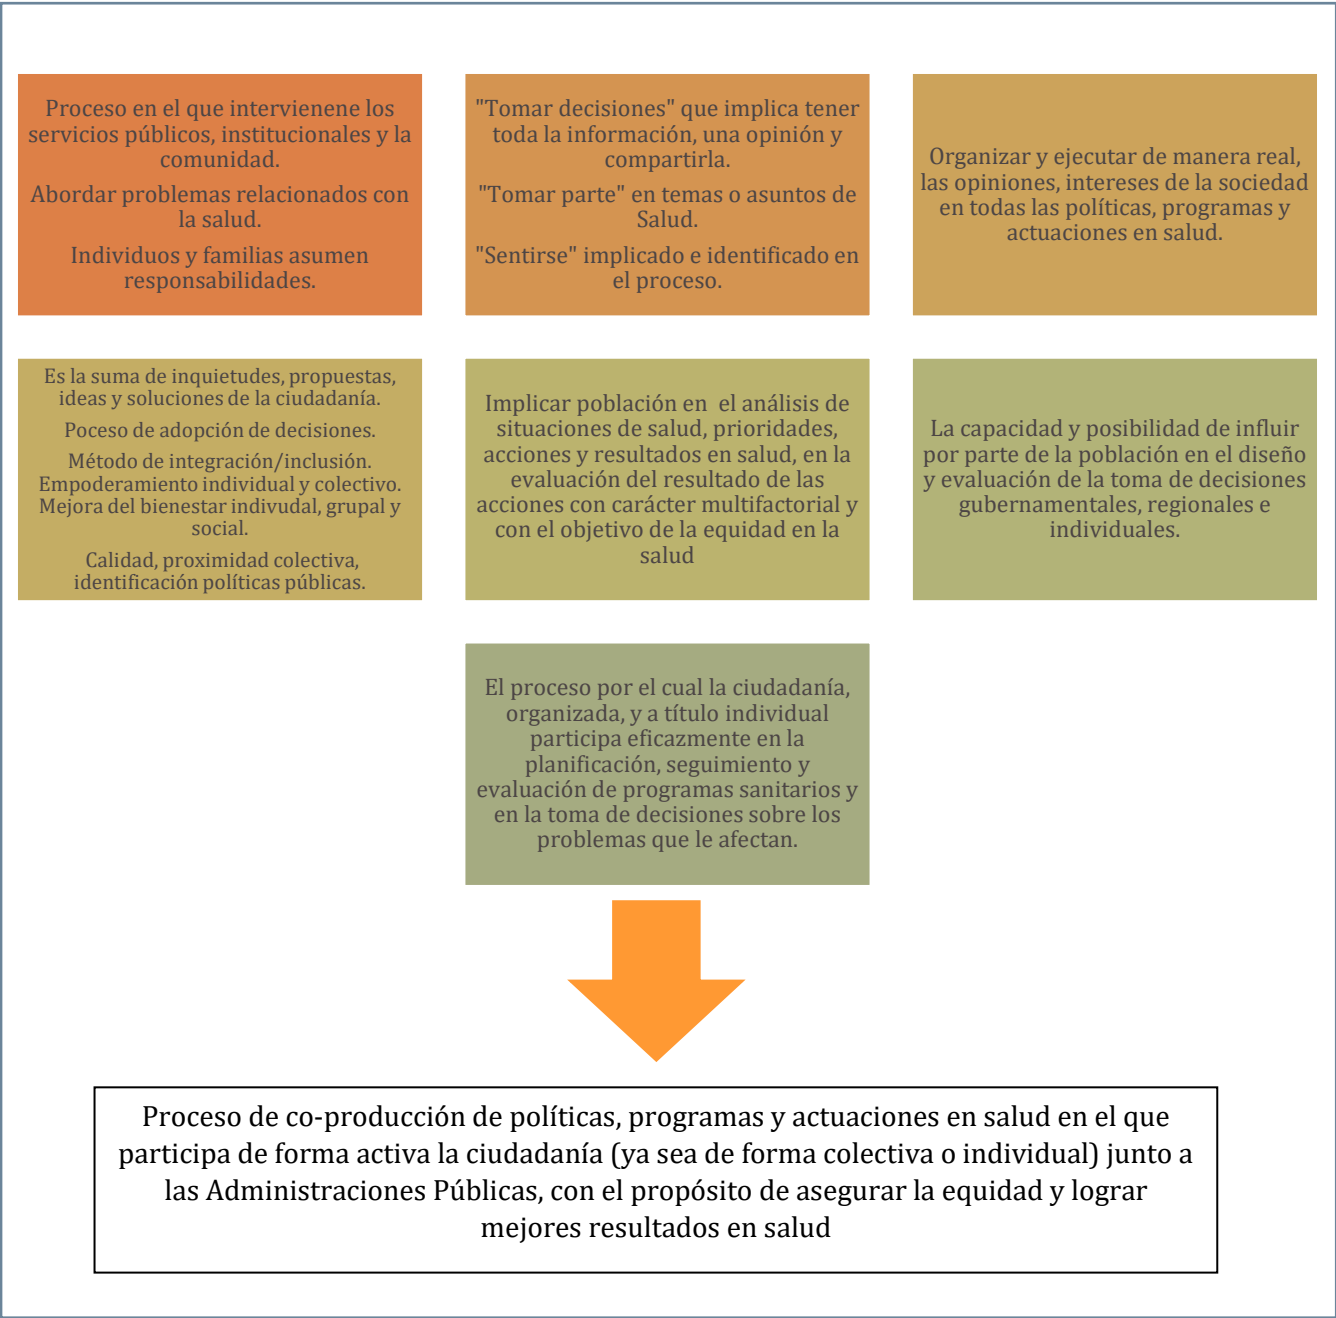 Proceso en el que intervienene los
servicios públicos, institucionales y la
comunidad.
Abordar problemas relacionados con
la salud.
Individuos y familias asumen
responsabilidades.
"Tomar decisiones" que implica tener
toda la información, una opinión y
compartirla.
"Tomar parte" en temas o asuntos de
Salud.
"Sentirse" implicado e identificado en
el proceso.
Organizar y ejecutar de manera real,
las opiniones, intereses de la sociedad
en todas las políticas, programas y
actuaciones en salud.
Es la suma de inquietudes, propuestas,
ideas y soluciones de la ciudadanía.
Poceso de adopción de decisiones.
Método de integración/inclusión.
Empoderamiento individual y colectivo.
Mejora del bienestar indivudal, grupal y
social.
Calidad, proximidad colectiva,
identificación políticas públicas.
Implicar población en el análisis de
situaciones de salud, prioridades,
acciones y resultados en salud, en la
evaluación del resultado de las
acciones con carácter multifactorial y
con el objetivo de la equidad en la
salud
La capacidad y posibilidad de influir
por parte de la población en el diseño
y evaluación de la toma de decisiones
gubernamentales, regionales e
individuales.
El proceso por el cual la ciudadanía,
organizada, y a título individual
participa eficazmente en la
planificación, seguimiento y
evaluación de programas sanitarios y
en la toma de decisiones sobre los
problemas que le afectan.
Proceso de co-producción de políticas, programas y actuaciones en salud en el que
participa de forma activa la ciudadanía (ya sea de forma colectiva o individual) junto a
las Administraciones Públicas, con el propósito de asegurar la equidad y lograr
mejores resultados en salud